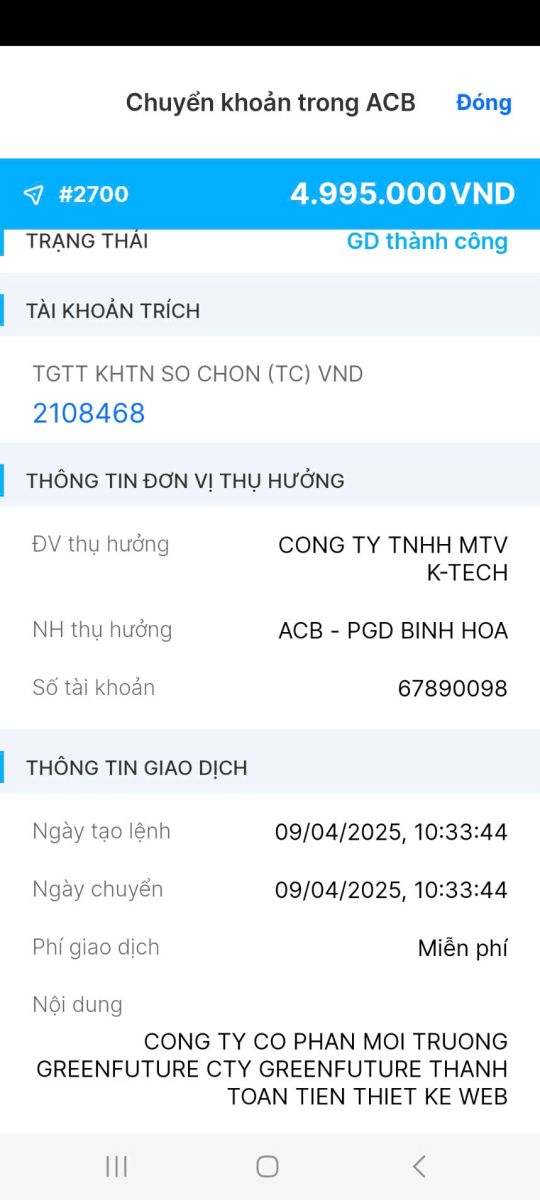 Chuyển khoản trong ACB
Đóng
#2700
4.995.000 VND
TRẠNG THÁI
GD thành công
TÀI KHOẢN TRÍCH
TGTT KHTN SO CHON (TC) VND
2108468
THÔNG TIN ĐƠN VỊ THỤ HƯỞNG
ĐV thụ hưởng
CONG TY TNHH MTV
K-TECH
NH thụ hưởng
ACB - PGD BINH HOA
Số tài khoản
67890098
THÔNG TIN GIAO DỊCH
Ngày tạo lệnh
09/04/2025, 10:33:44
Ngày chuyển
09/04/2025, 10:33:44
Phí giao dịch
Miễn phí
Nội dung
CONG TY CO PHAN MOI TRUONG
GREENFUTURE CTY GREENFUTURE THANH
TOAN TIEN THIET KE WEB